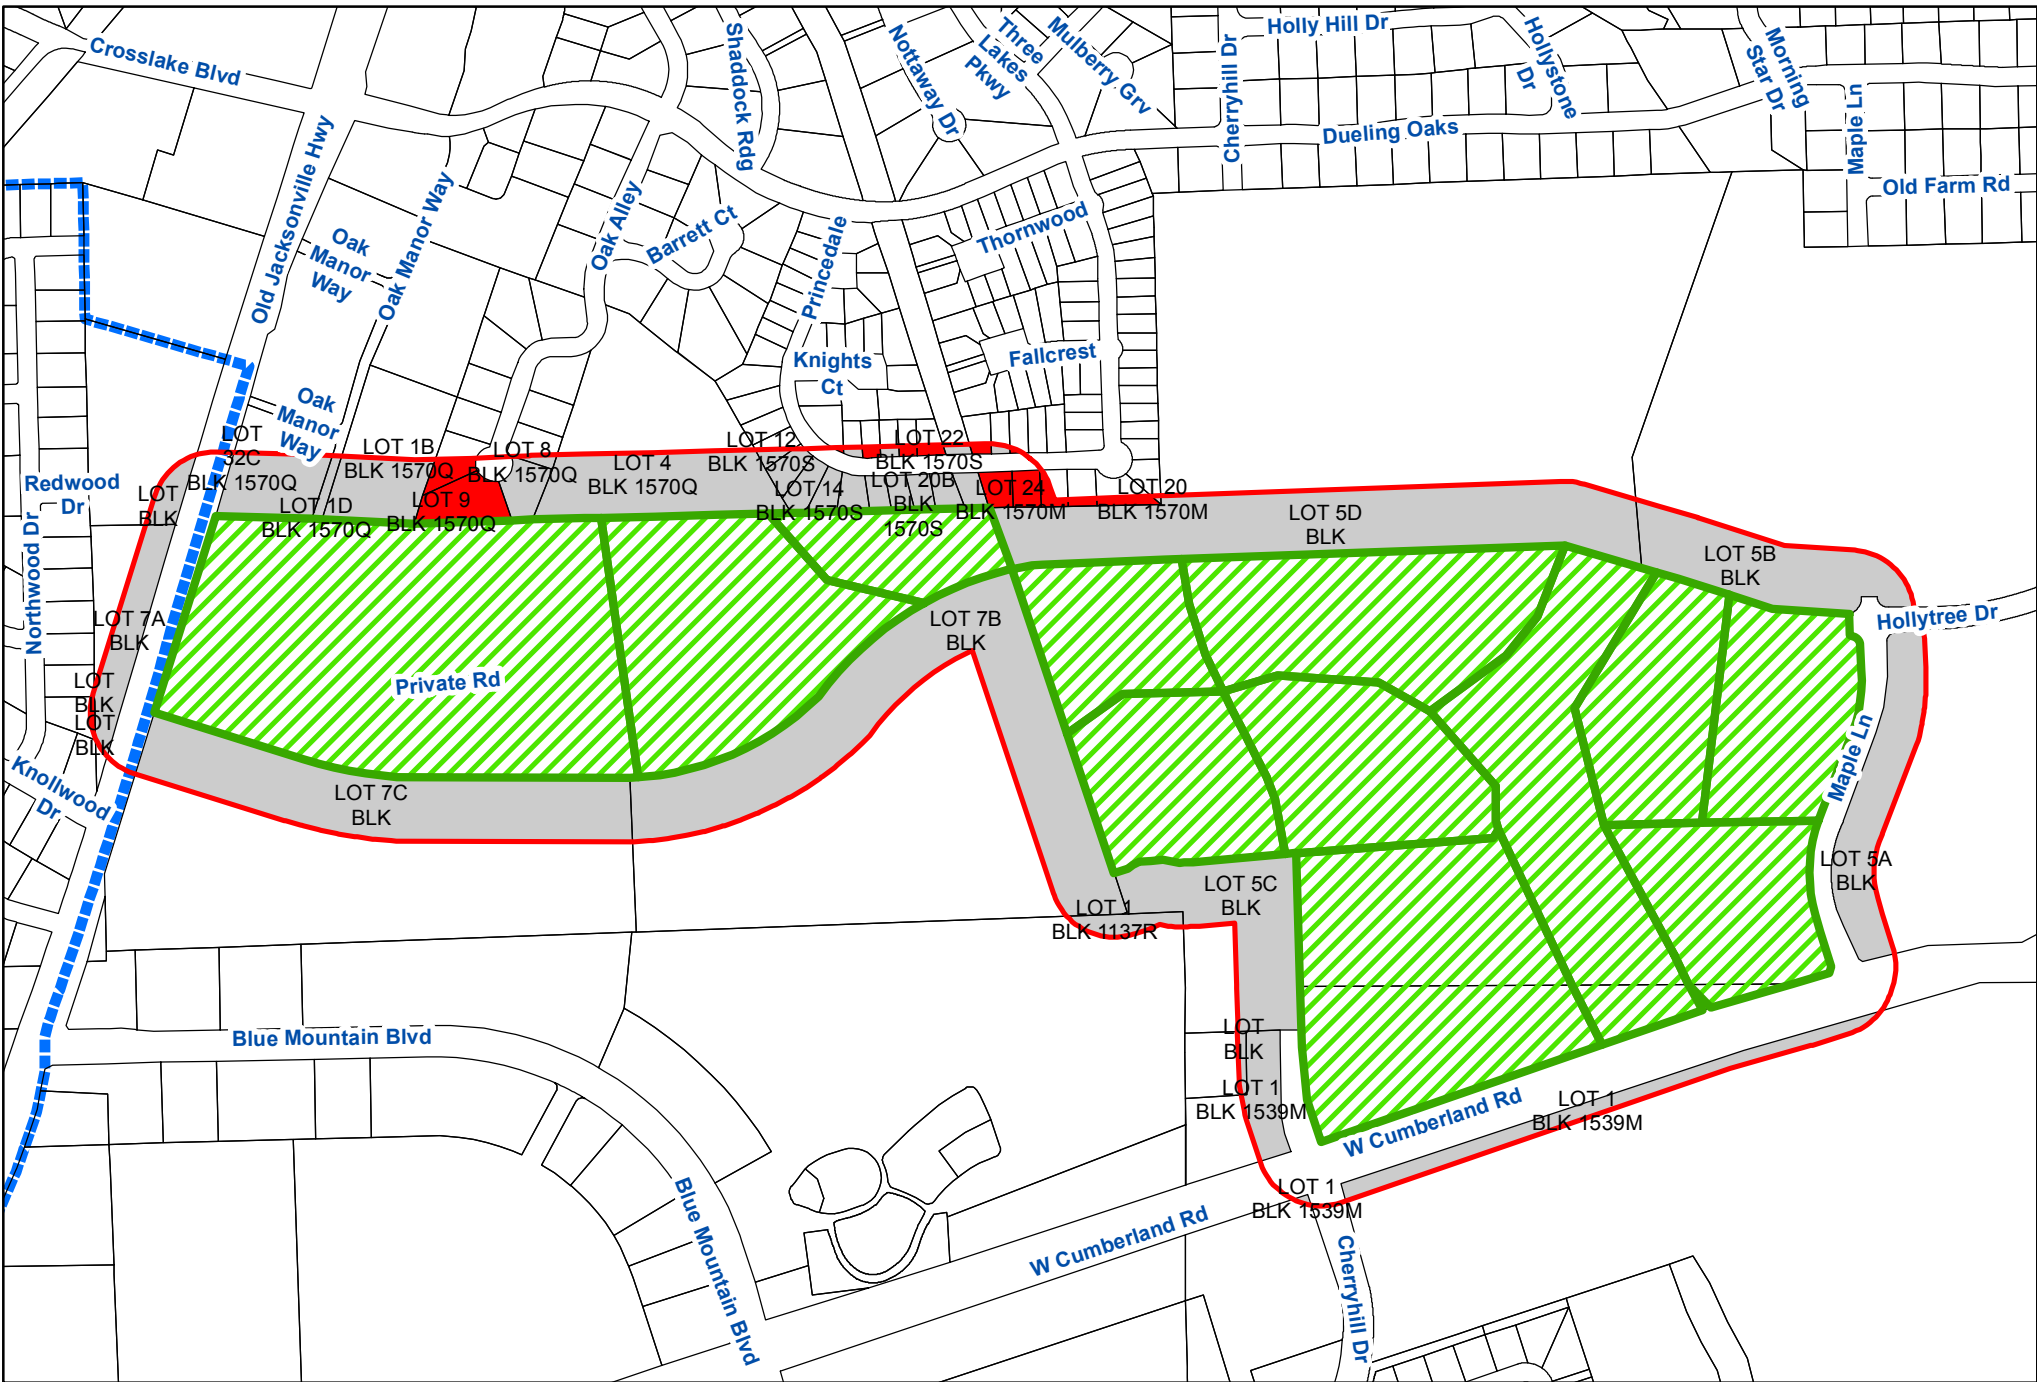 Crosslake Blvd
Shaddock Rdg
Nottaway Dr
Three
Lakes
Pkwy
Mulberry Grv
Cherryhill Dr
Holly Hill Dr
Hollystone
Dr
Morning
Star Dr
Maple Ln
Dueling Oaks
Old Farm Rd
Old Jacksonville Hwy
Oak
Manor
Way
Oak Manor Way
Oak Alley
Barrett Ct
Princedale
Thornwood
Knights
Ct
Fallcrest
Oak
Manor
Way
LOT
32C
BLK 1570Q
LOT 1B
BLK 1570Q
LOT 8
BLK 1570Q
LOT 4
BLK 1570Q
LOT 12
BLK 1570S
LOT 22
BLK 1570S
Redwood
Dr
LOT
BLK
LOT 1D
BLK 1570Q
LOT 9
BLK 1570Q
LOT 14
BLK 1570S
LOT 20B
BLK
1570S
LOT 24
BLK 1570M
LOT 20
BLK 1570M
LOT 5D
BLK
LOT 5B
BLK
Northwood Dr
LOT 7A
BLK
LOT 7B
BLK
Hollytree Dr
LOT
BLK
LOT
BLK
Private Rd
Knollwood
Dr
LOT 7C
BLK
Maple Ln
LOT 5A
BLK
LOT 5C
BLK
LOT 1
BLK 1137R
Blue Mountain Blvd
LOT
BLK
LOT 1
BLK 1539M
W Cumberland Rd
LOT 1
BLK 1539M
LOT 1
BLK 1539M
W Cumberland Rd
Blue Mountain Blvd
Cherryhill Dr